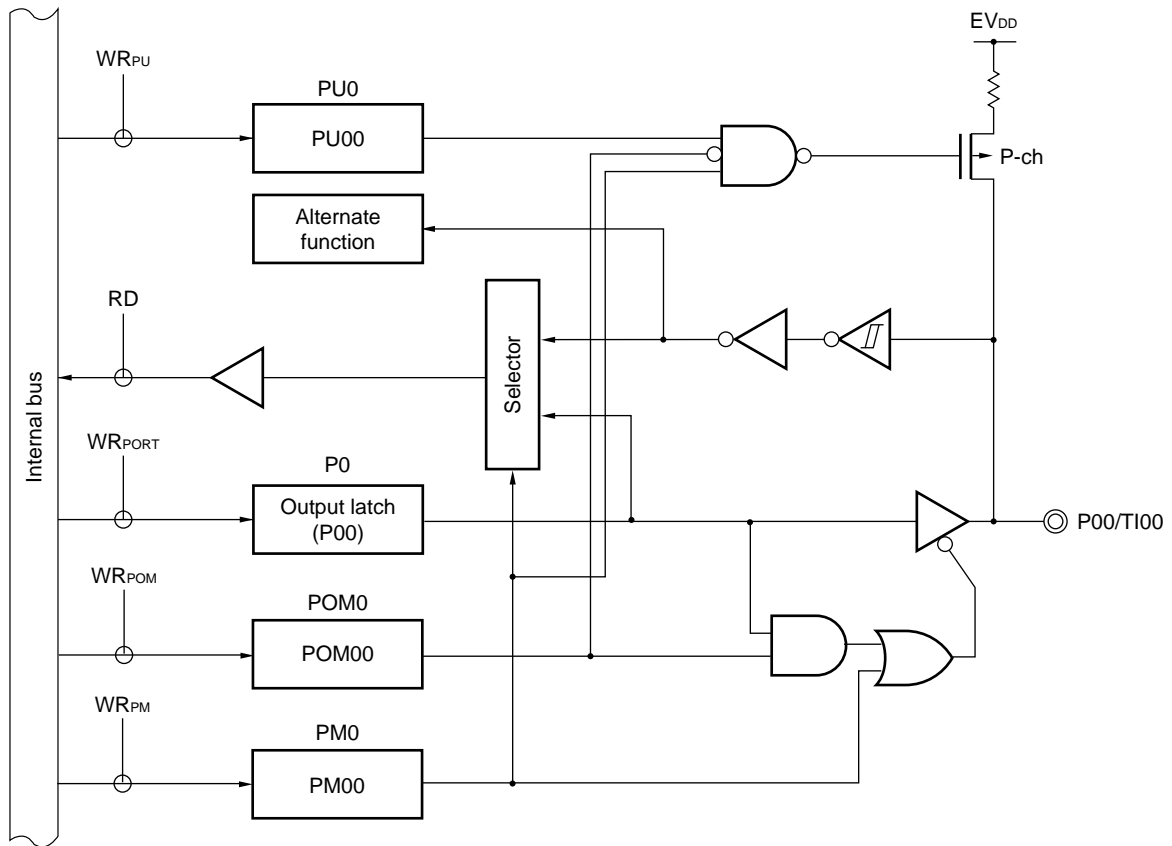 EVDD
WRPU
PU0
PU00
P-ch
Alternate
function
RD
Selector
Internal bus
WRPORT
P0
Output latch
(P00)
P00/TI00
WRPOM
POM0
POM00
WRPM
PM0
PM00